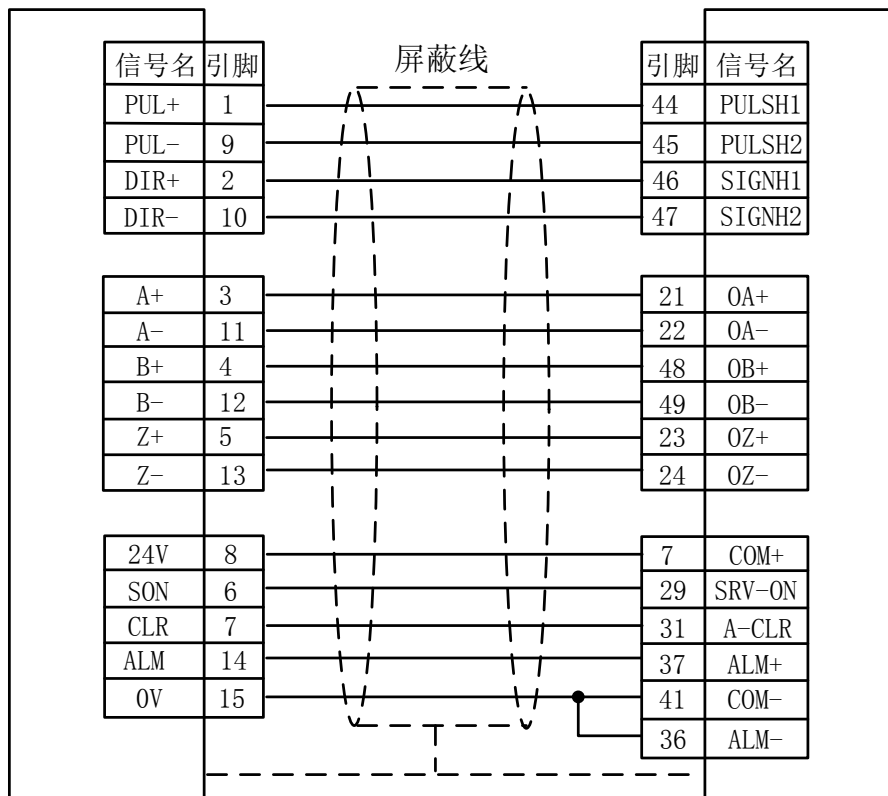 信号名 引脚 屏蔽线 引脚 信号名
PUL+ 1 44 PULSH1
PUL- 9 45 PULSH2
DIR+ 2 46 SIGNH1
DIR- 10 47 SIGNH2
A+ 3 21 OA+
A- 11 22 OA-
B+ 4 48 OB+
B- 12 49 OB-
Z+ 5 23 OZ+
Z- 13 24 OZ-
24V 8 7 COM+
SON 6 29 SRV-ON
CLR 7 31 A-CLR
ALM 14 37 ALM+
0V 15 41 COM-
36 ALM-